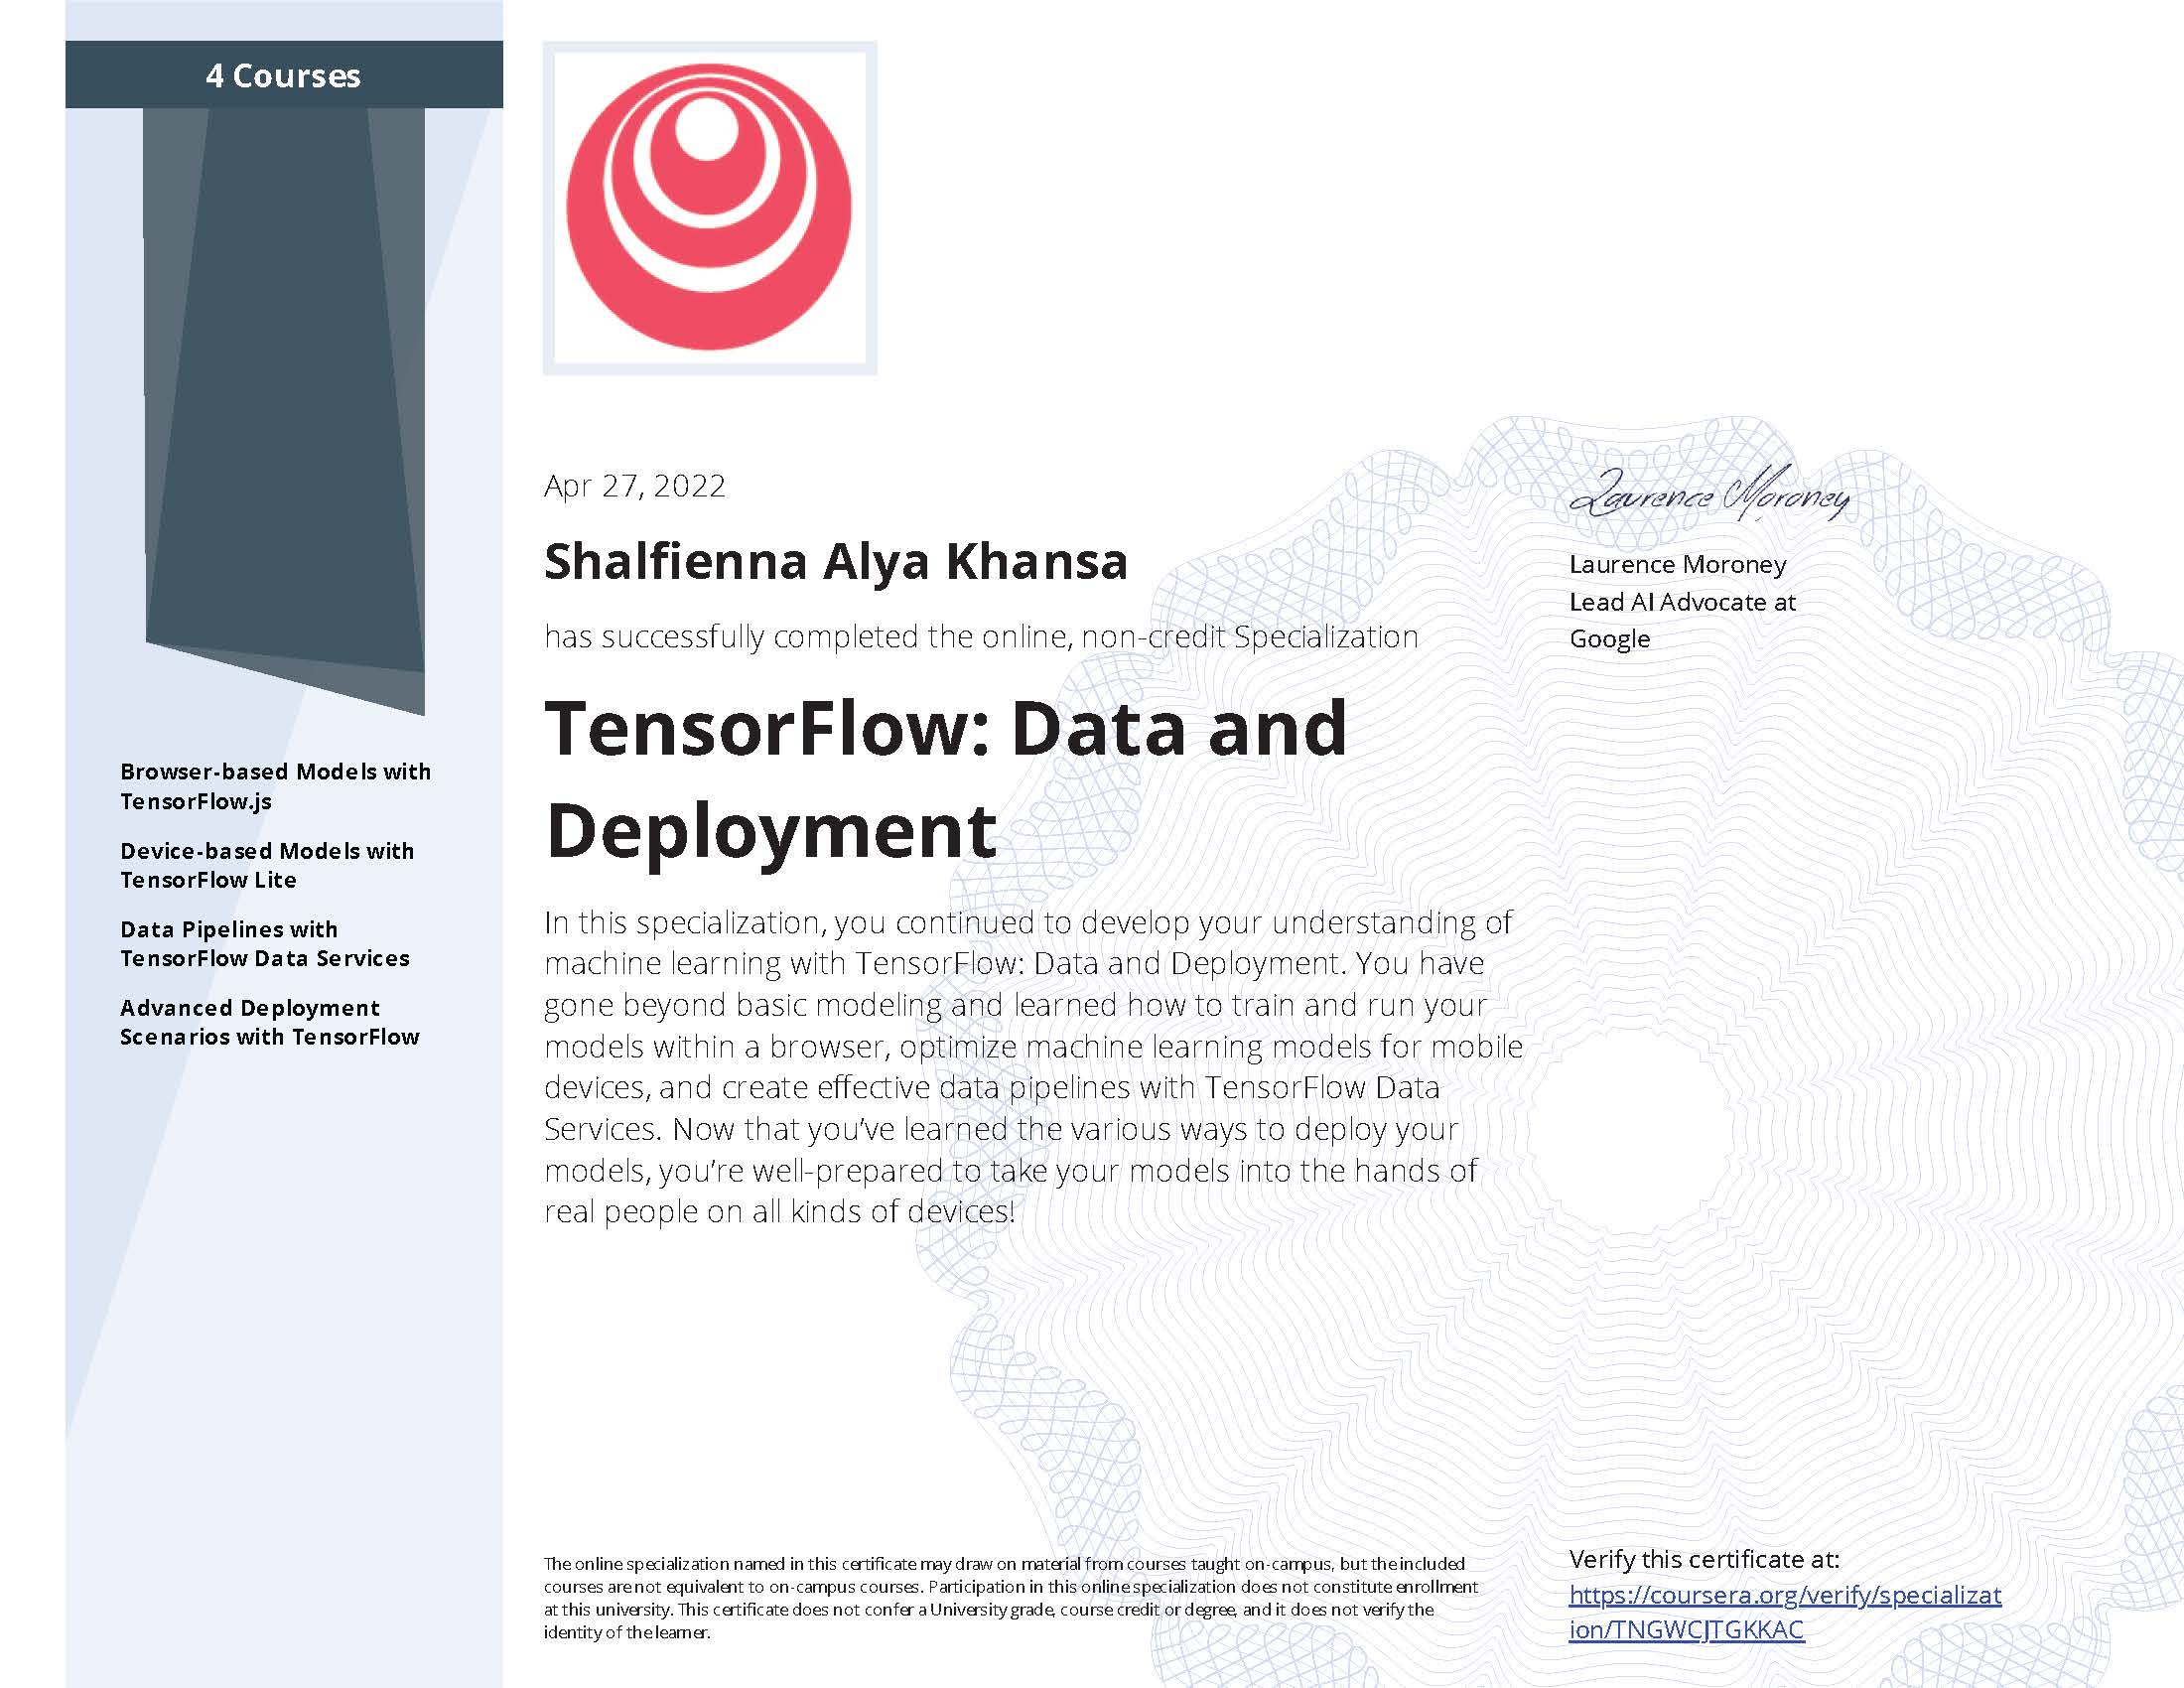 4 Courses
Browser-based Models with
TensorFlow.js
Device-based Models with
TensorFlow Lite
Data Pipelines with
TensorFlow Data Services
Advanced Deployment
Scenarios with TensorFlow
Apr 27, 2022
Shalfienna Alya Khansa
has successfully completed the online, non-credit Specialization
TensorFlow: Data and
Deployment
In this specialization, you continued to develop your understanding of
machine learning with TensorFlow: Data and Deployment. You have
gone beyond basic modeling and learned how to train and run your
models within a browser, optimize machine learning models for mobile
devices, and create effective data pipelines with TensorFlow Data
Services. Now that you’ve learned the various ways to deploy your
models, you’re well-prepared to take your models into the hands of
real people on all kinds of devices!
Laurence Moroney
Laurence Moroney
Lead AI Advocate at
Google
The online specialization named in this certificate may draw on material from courses taught on-campus, but the included
courses are not equivalent to on-campus courses. Participation in this online specialization does not constitute enrollment
at this university. This certificate does not confer a University grade, course credit or degree, and it does not verify the
identity of the learner.
Verify this certificate at:
https://coursera.org/verify/specializat
ion/TNGWCJTGKKAC